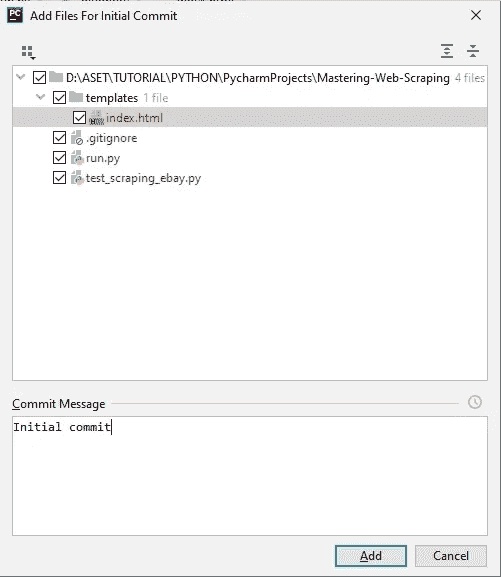 PC Add Files For Initial Commit
D:\ASET\TUTORIAL\PYTHON\PycharmProjects\Mastering-Web-Scraping 4 files
templates 1 file
index.html
.gitignore
run.py
test_scraping_ebay.py
Commit Message
Initial commit
Add Cancel